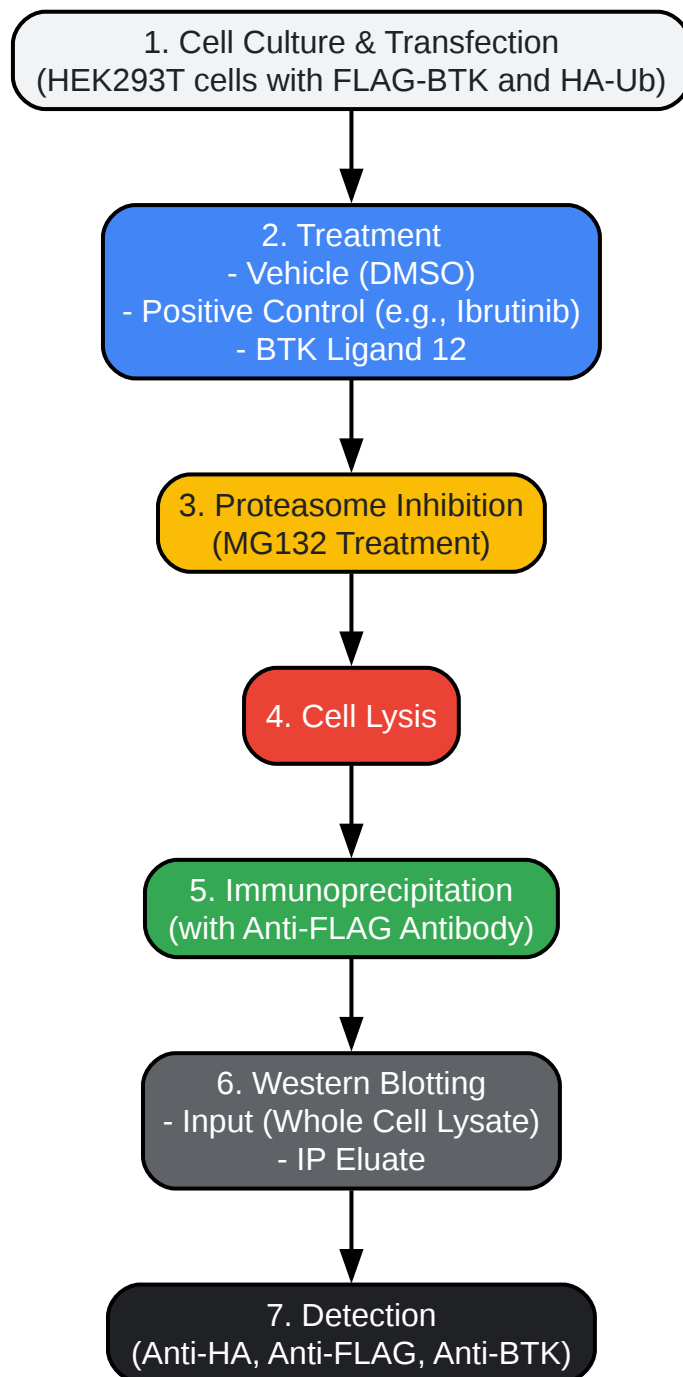 1. Cell Culture & Transfection
(HEK293T cells with FLAG-BTK and HA-Ub)
2. Treatment
- Vehicle (DMSO)
- Positive Control (e.g., Ibrutinib)
- BTK Ligand 12
3. Proteasome Inhibition
(MG132 Treatment)
4. Cell Lysis
5. Immunoprecipitation
(with Anti-FLAG Antibody)
6. Western Blotting
- Input (Whole Cell Lysate)
- IP Eluate
7. Detection
(Anti-HA, Anti-FLAG, Anti-BTK)